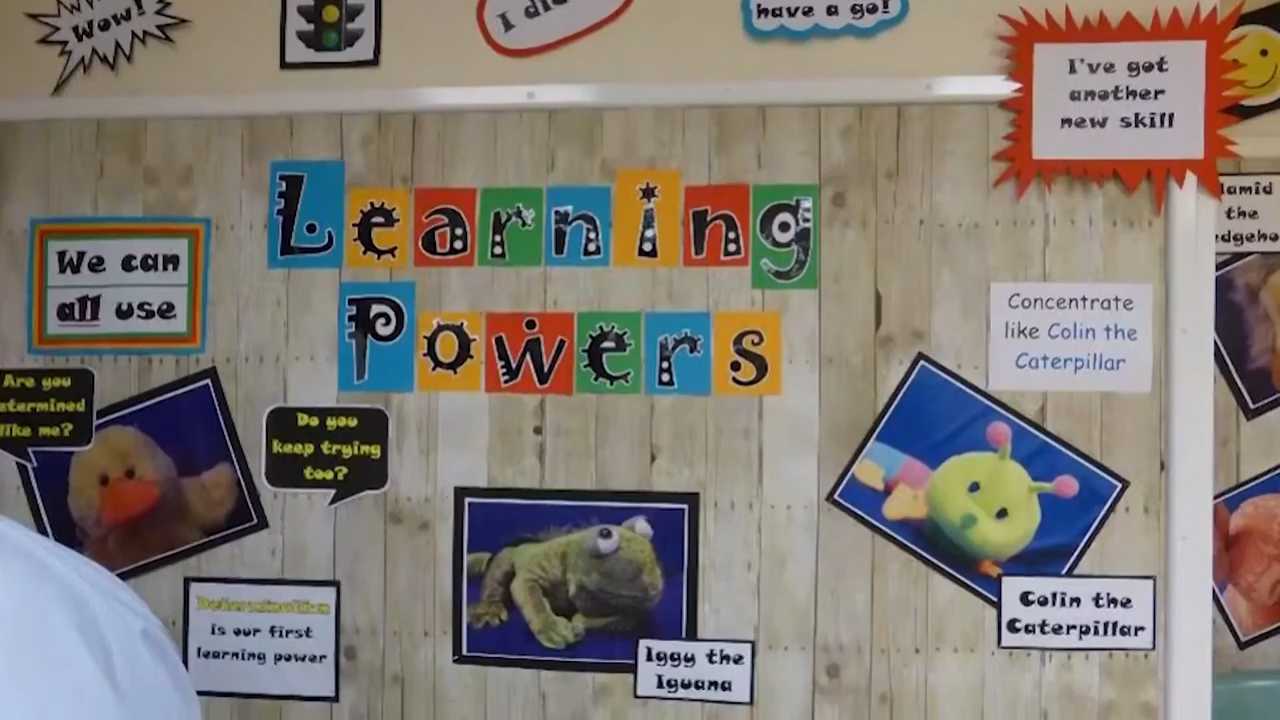 Wow!
I did
have a go!
I've got
another
new skill
Learning
Powers
We can
all use
Concentrate
like Colin the
Caterpillar
the
Are you
like me?
Do you
keep trying
too?
Determination
is our first
learning power
Iggy the
Iguana
Colin the
Caterpillar